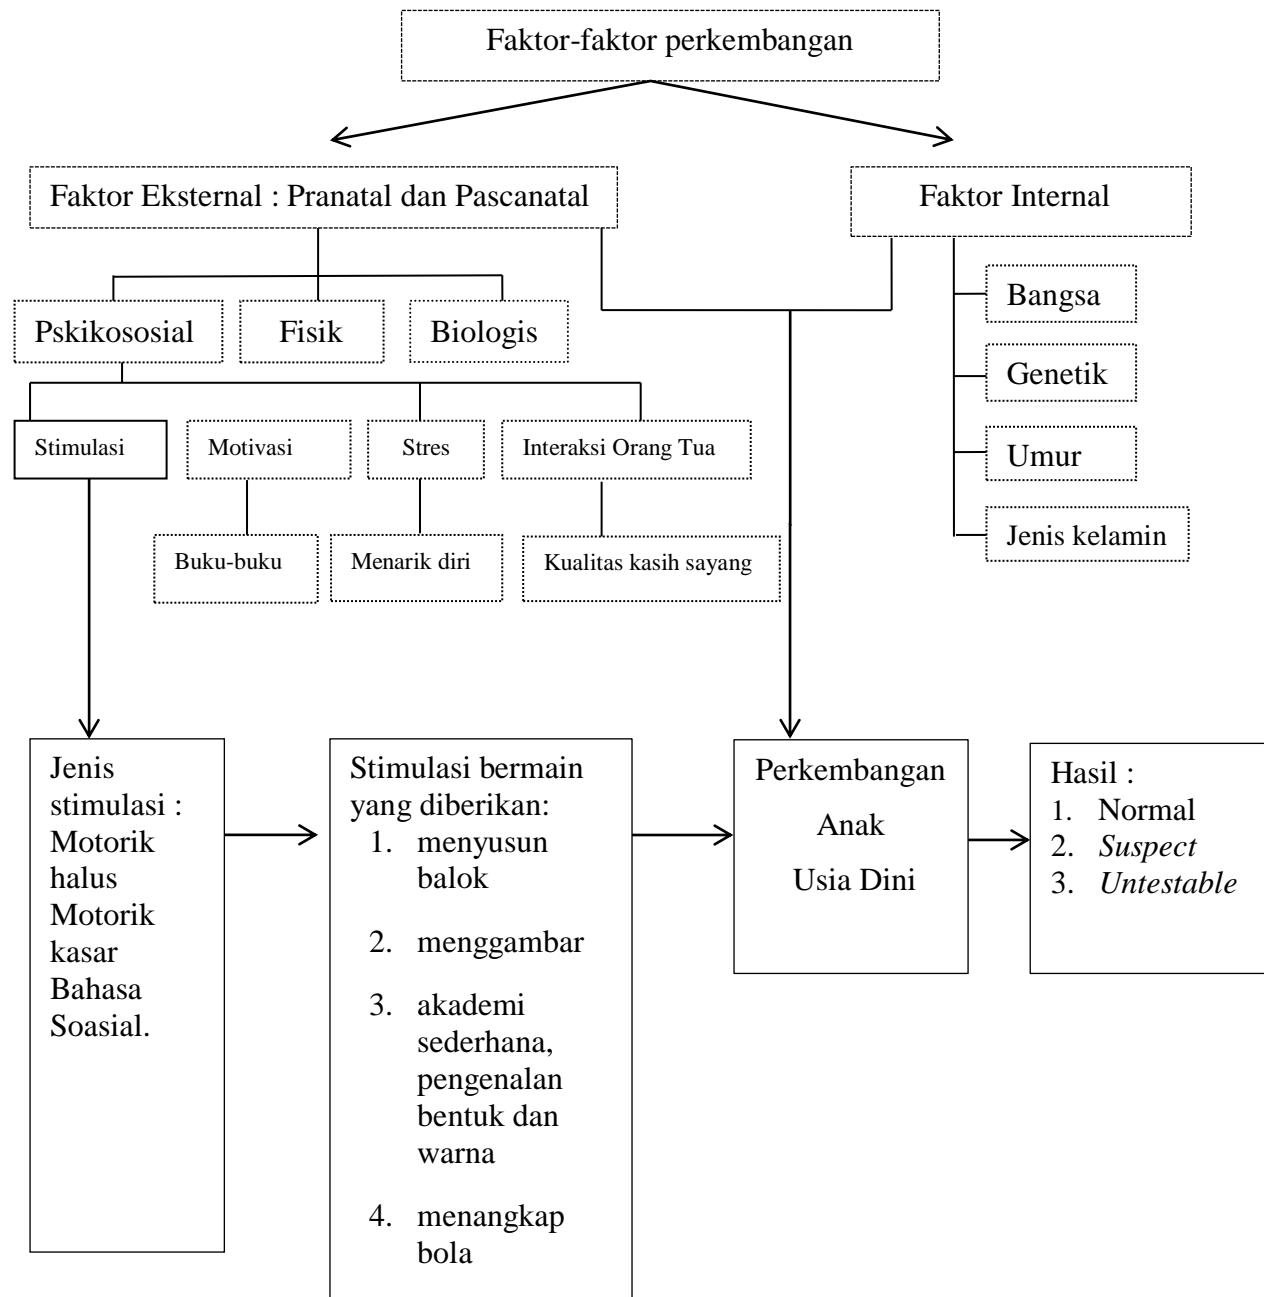 Faktor-faktor perkembangan
Faktor Eksternal : Pranatal dan Pascanatal
Faktor Internal
Bangsa
Pskikososial
Fisik
Biologis
Genetik
Stimulasi
Motivasi
Stres
Interaksi Orang Tua
Umur
Jenis kelamin
Buku-buku
Menarik diri
Kualitas kasih sayang
Jenis
stimulasi :
Motorik
halus
Motorik
kasar
Bahasa
Soasial.
Stimulasi bermain
yang diberikan:
1. menyusun
balok
2. menggambar
3. akademi
sederhana,
pengenalan
bentuk dan
warna
4. menangkap
bola
Perkembangan
Anak
Usia Dini
Hasil :
1. Normal
2. Suspect
3. Untestable